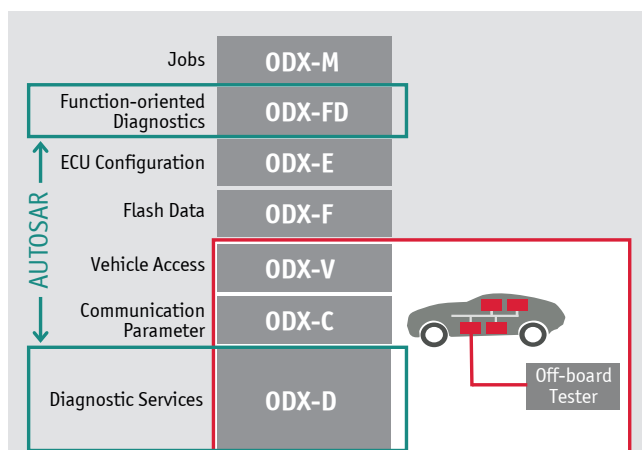 Jobs
ODX-M
Function-oriented
Diagnostics
ODX-FD
ECU Configuration
ODX-E
Flash Data
ODX-F
AUTOSAR
Vehicle Access
ODX-V
Communication
Parameter
ODX-C
Diagnostic Services
ODX-D
Off-board
Tester